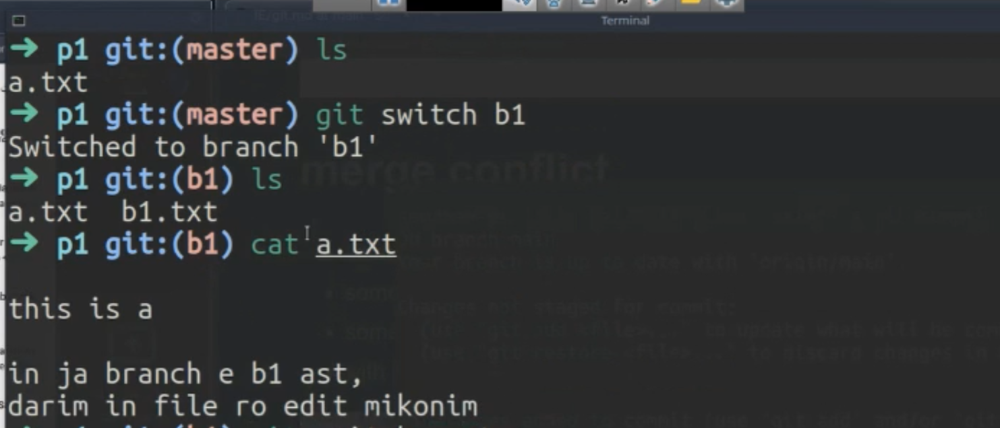 Terminal
➜ p1 git:(master) ls
a.txt
➜ p1 git:(master) git switch b1
Switched to branch 'b1'
➜ p1 git:(b1) ls
a.txt  b1.txt
➜ p1 git:(b1) cat a.txt
this is a
in ja branch e b1 ast,
darim in file ro edit mikonim
merge conflict